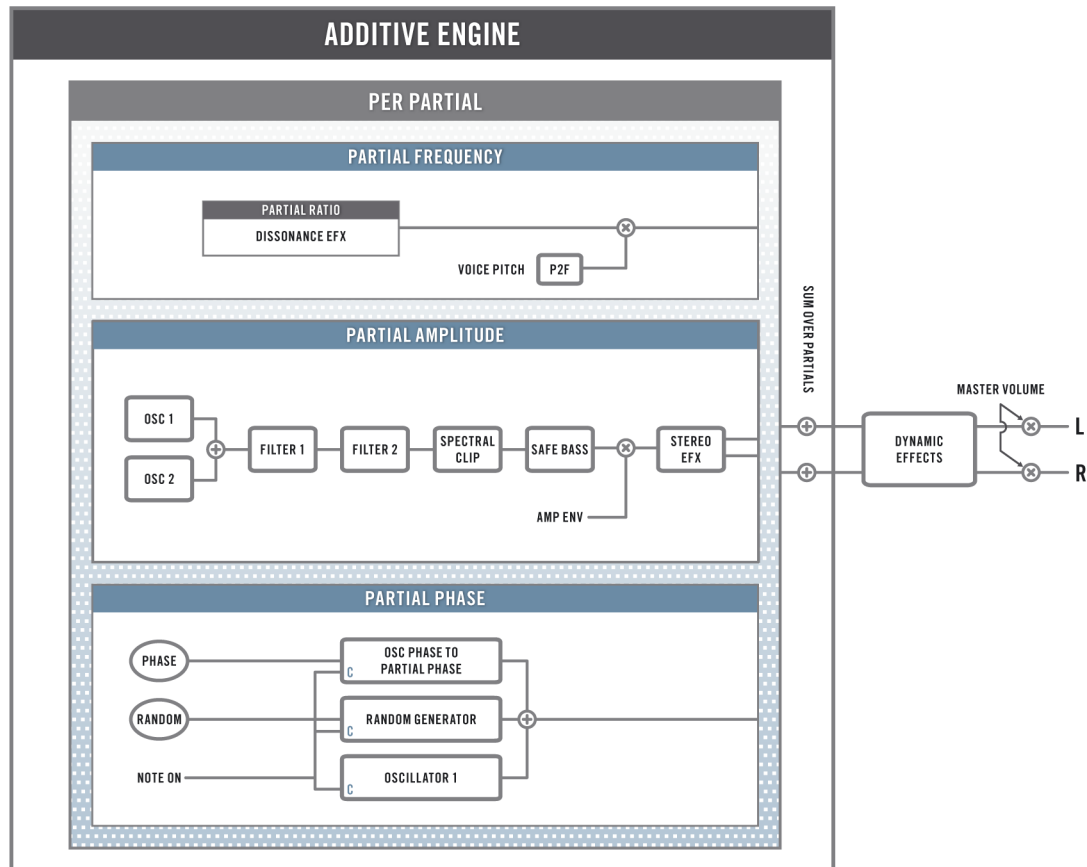 ADDITIVE ENGINE
PER PARTIAL
PARTIAL FREQUENCY
PARTIAL RATIO
DISSONANCE EFX
VOICE PITCH
P2F
PARTIAL AMPLITUDE
OSC 1
OSC 2
FILTER 1
FILTER 2
SPECTRAL
CLIP
SAFE BASS
STEREO
EFX
AMP ENV
SUM OVER PARTIALS
DYNAMIC
EFFECTS
MASTER VOLUME
L
R
PARTIAL PHASE
PHASE
OSC PHASE TO
PARTIAL PHASE
C
RANDOM
RANDOM GENERATOR
C
NOTE ON
OSCILLATOR 1
C